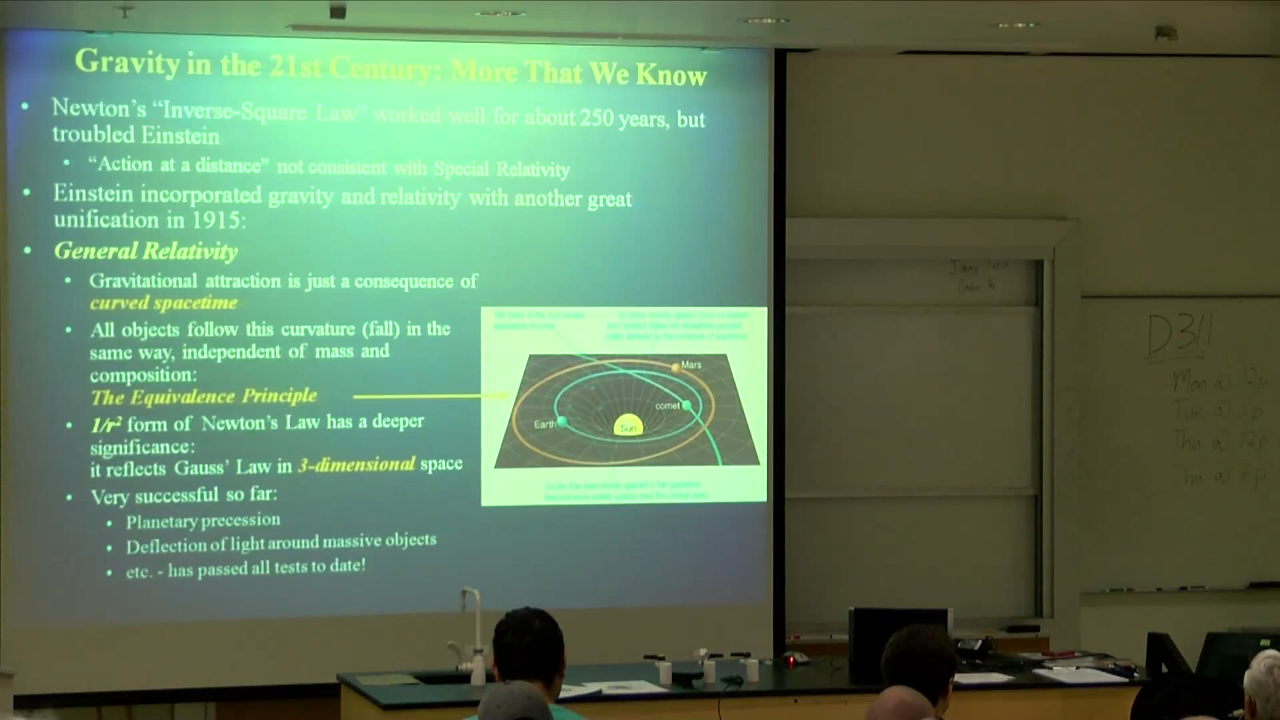 Gravity in the 21st Century: More That We Know
• Newton's "Inverse-Square Law" worked well for about 250 years, but
troubled Einstein
• "Action at a distance" not consistent with Special Relativity
• Einstein incorporated gravity and relativity with another great
unification in 1915:
• General Relativity
• Gravitational attraction is just a consequence of
curved spacetime
• All objects follow this curvature (fall) in the
same way, independent of mass and
composition:
The Equivalence Principle
• 1/r² form of Newton's Law has a deeper
significance:
it reflects Gauss' Law in 3-dimensional space
• Very successful so far:
• Planetary precession
• Deflection of light around massive objects
• etc. - has passed all tests to date!
Mars
comet
Earth
Sun
D311
Mon